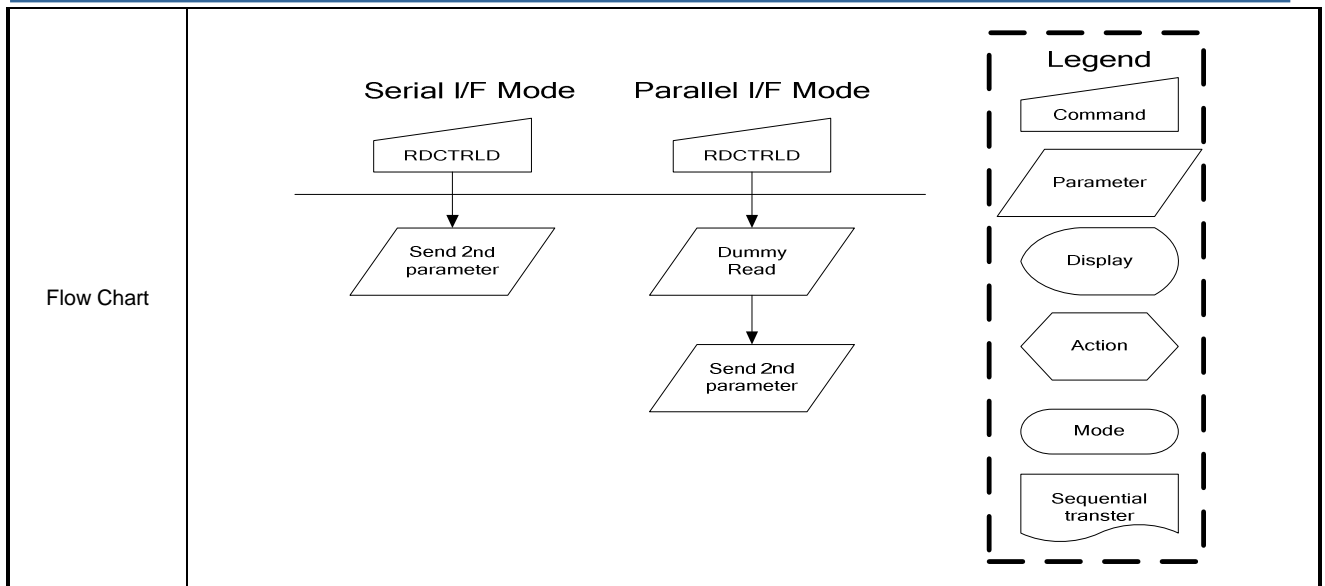 Flow Chart
Serial I/F Mode
RDCTRLD
Send 2nd
parameter
Parallel I/F Mode
RDCTRLD
Dummy
Read
Send 2nd
parameter
Legend
Command
Parameter
Display
Action
Mode
Sequential
transter